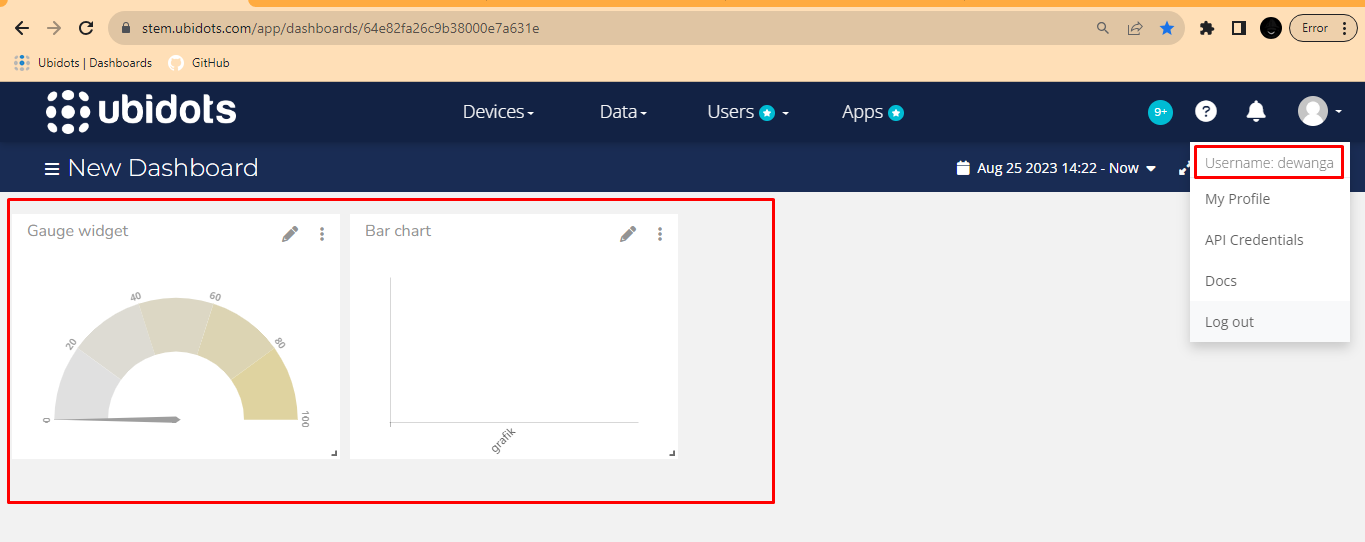 stem.ubidots.com/app/dashboards/64e82fa26c9b38000e7a631e
Error
Ubidots | Dashboards GitHub
ubidots Devices Data Users Apps 9+ ?
New Dashboard Aug 25 2023 14:22 - Now
Username: dewanga
My Profile
API Credentials
Docs
Log out
Gauge widget
0
20
40
60
80
100
Bar chart
grafik